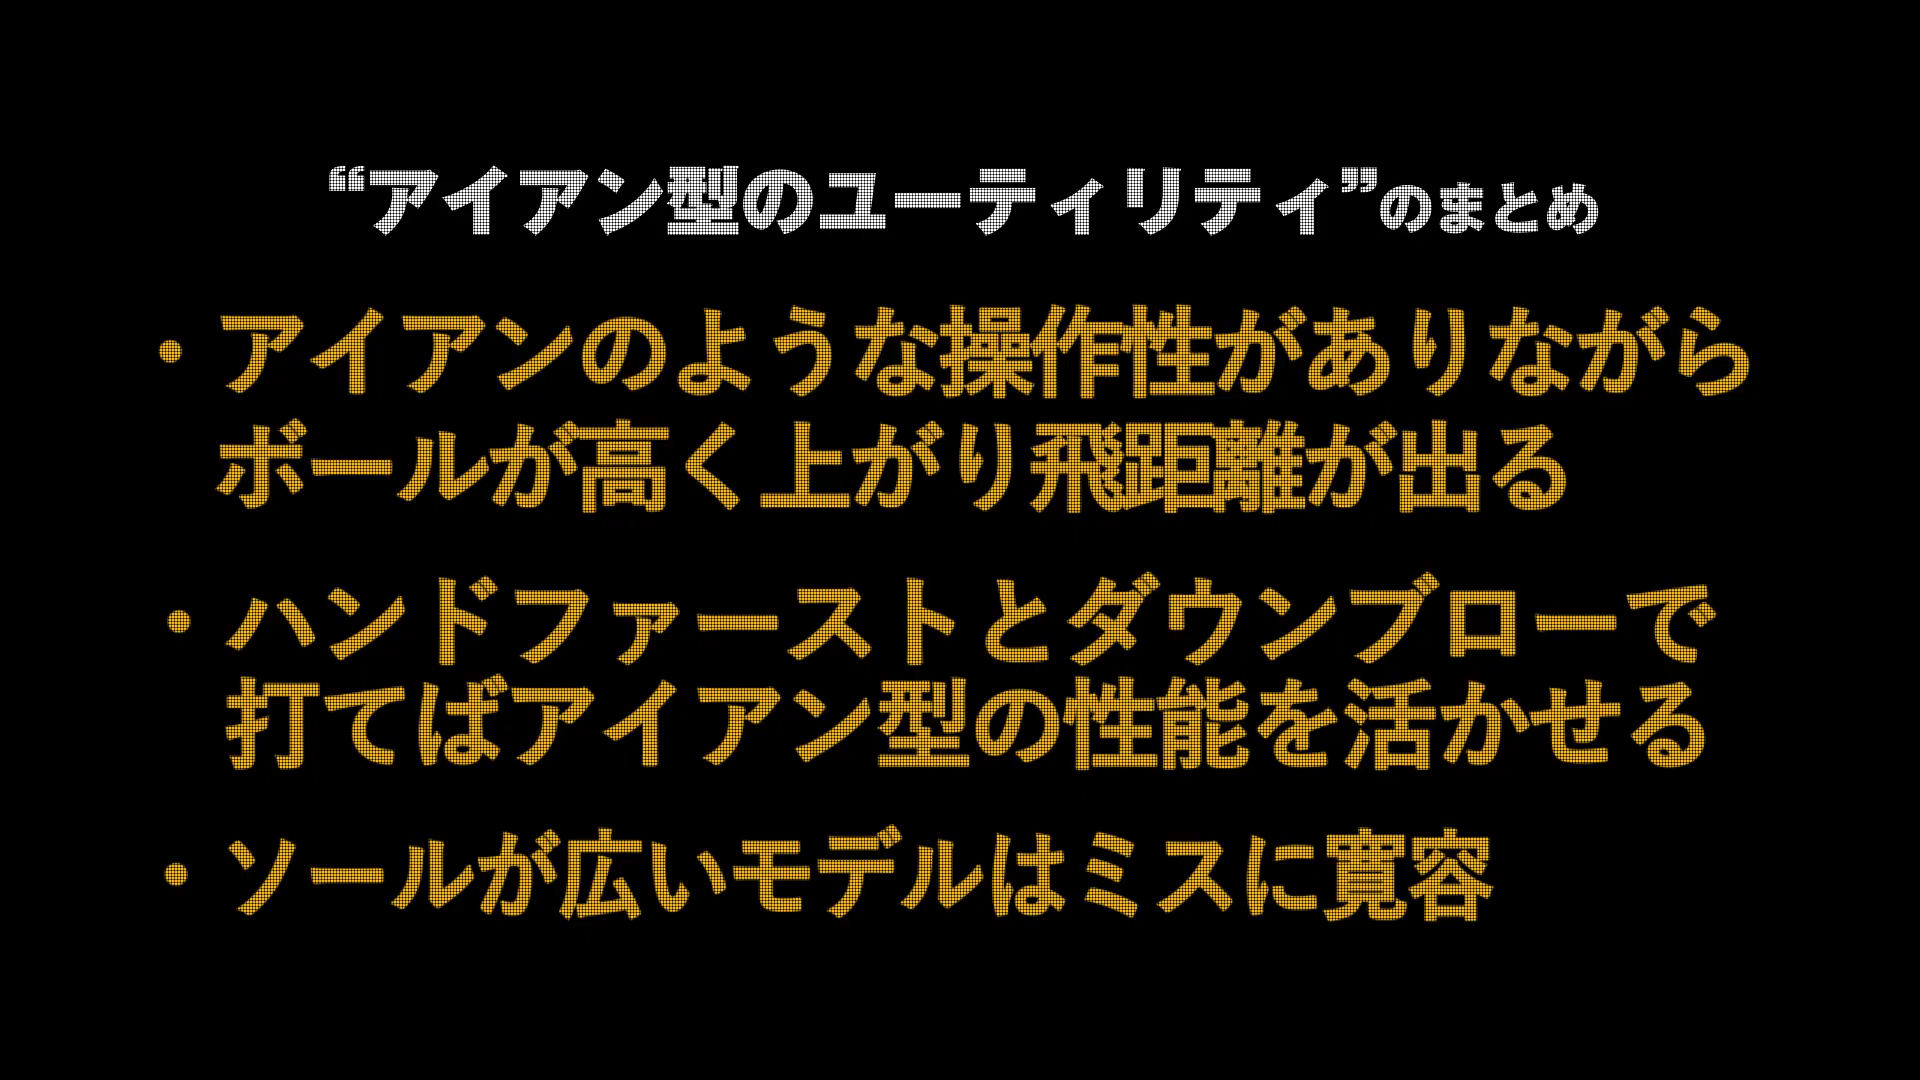 “アイアン型のユーティリティ”のまとめ
・アイアンのような操作性がありながら
ボールが高く上がり飛距離が出る
・ハンドファーストとダウンブローで
打てばアイアン型の性能を活かせる
・ソールが広いモデルはミスに寛容